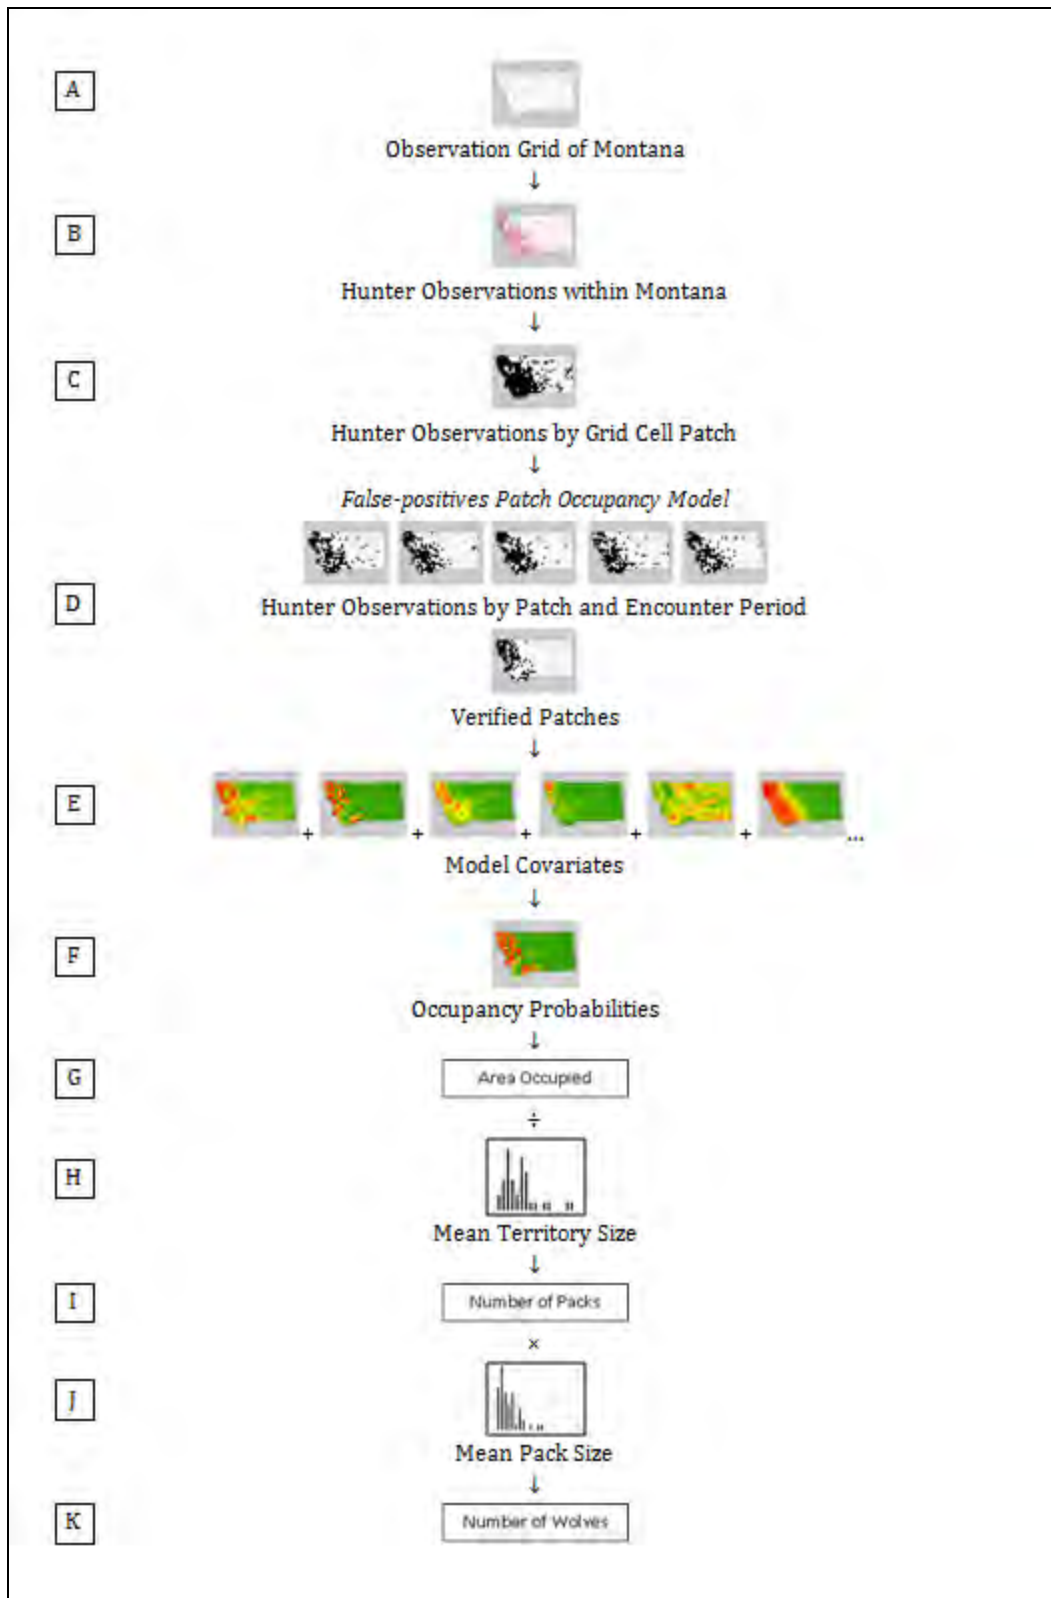 A
Observation Grid of Montana
↓
B
Hunter Observations within Montana
↓
C
Hunter Observations by Grid Cell Patch
↓
False-positives Patch Occupancy Model
D
Hunter Observations by Patch and Encounter Period
Verified Patches
↓
E
+ + + + + ...
Model Covariates
↓
F
Occupancy Probabilities
↓
G
Area Occupied
÷
H
Mean Territory Size
↓
I
Number of Packs
×
J
Mean Pack Size
↓
K
Number of Wolves